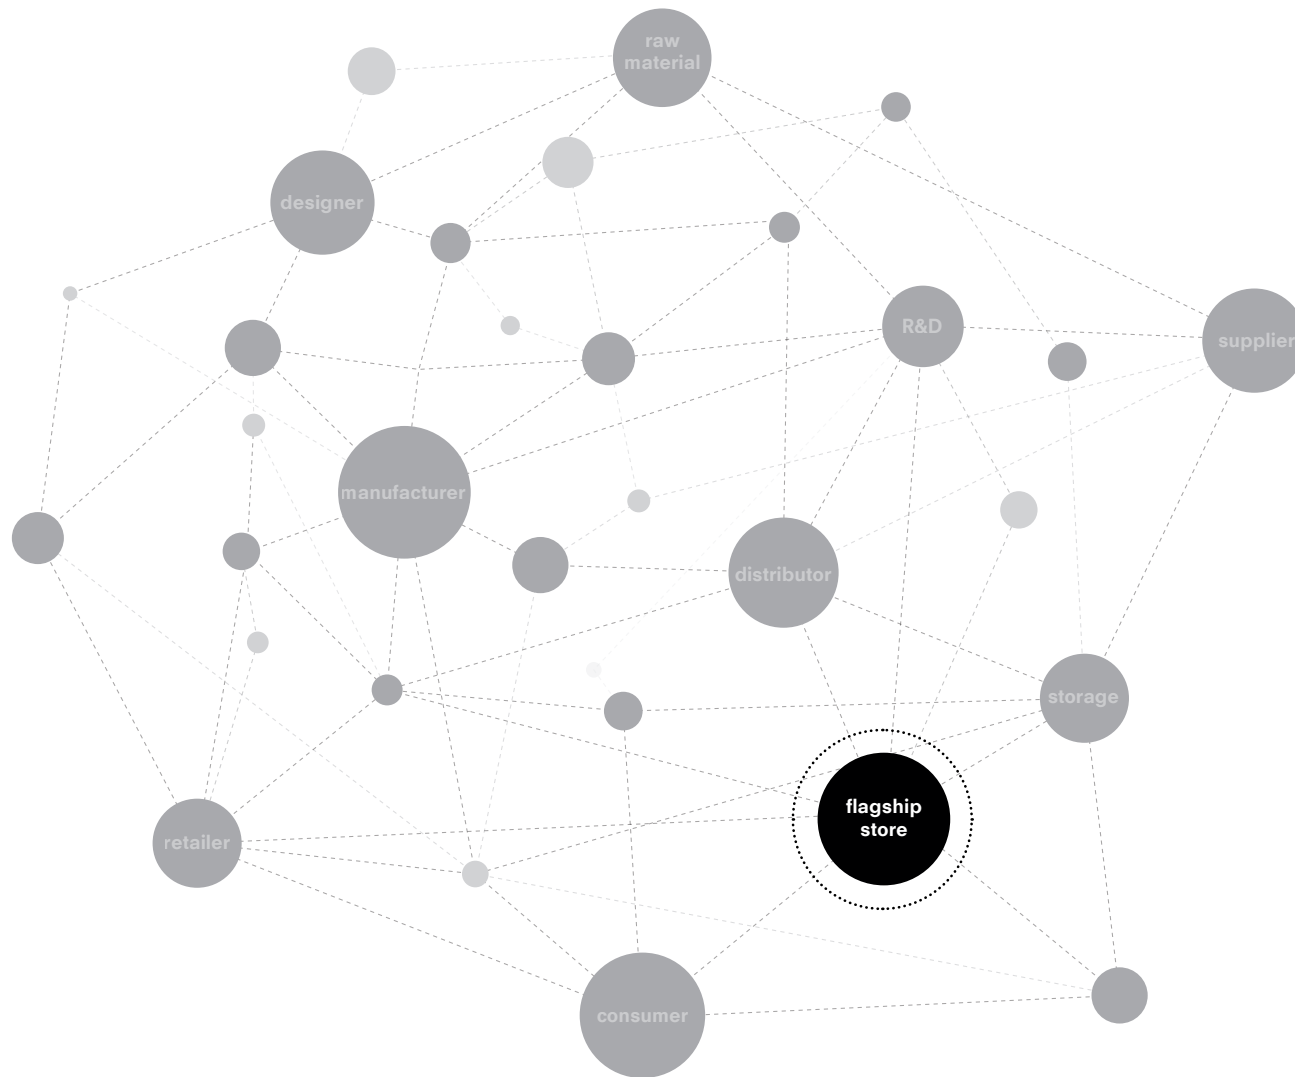 raw
material
designer
R&D
supplier
manufacturer
distributor
storage
flagship
store
retailer
consumer